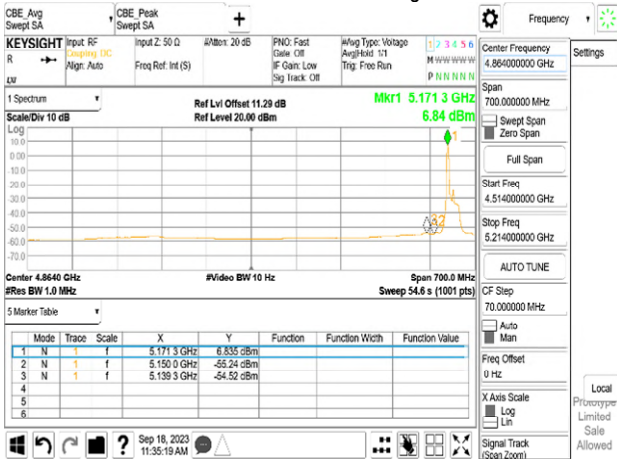 CBE_Avg
Swept SA
CBE_Peak
Swept SA
+
Frequency
KEYSIGHT
R
Input: RF
Coupling: DC
Align: Auto
Input Z: 50 Ω
Freq Ref: Int (S)
#Atten: 20 dB
PNO: Fast
Gate: Off
IF Gain: Low
Sig Track: Off
#Avg Type: Voltage
Avg|Hold: 1/1
Trig: Free Run
1 2 3 4 5 6
M W W W W W
P N N N N N
1 Spectrum
Scale/Div 10 dB
Ref Lvl Offset 11.29 dB
Ref Level 20.00 dBm
Mkr1 5.171 3 GHz
6.84 dBm
Log
10.0
0.00
-10.0
-20.0
-30.0
-40.0
-50.0
-60.0
-70.0
1
2
Center 4.8640 GHz
#Res BW 1.0 MHz
#Video BW 10 Hz
Span 700.0 MHz
Sweep 54.6 s (1001 pts)
5 Marker Table
Mode Trace Scale X Y Function Function Width Function Value
1 N 1 f 5.171 3 GHz 6.835 dBm
2 N 1 f 5.150 0 GHz -55.24 dBm
3 N 1 f 5.139 3 GHz -54.52 dBm
4
5
6
?
Sep 18, 2023
11:35:19 AM
Center Frequency
4.864000000 GHz
Settings
Span
700.000000 MHz
Swept Span
Zero Span
Full Span
Start Freq
4.514000000 GHz
Stop Freq
5.214000000 GHz
AUTO TUNE
CF Step
70.000000 MHz
Auto
Man
Freq Offset
0 Hz
X Axis Scale
Log
Lin
Signal Track
(Span Zoom)
Local
Prototype
Limited
Sale
Allowed